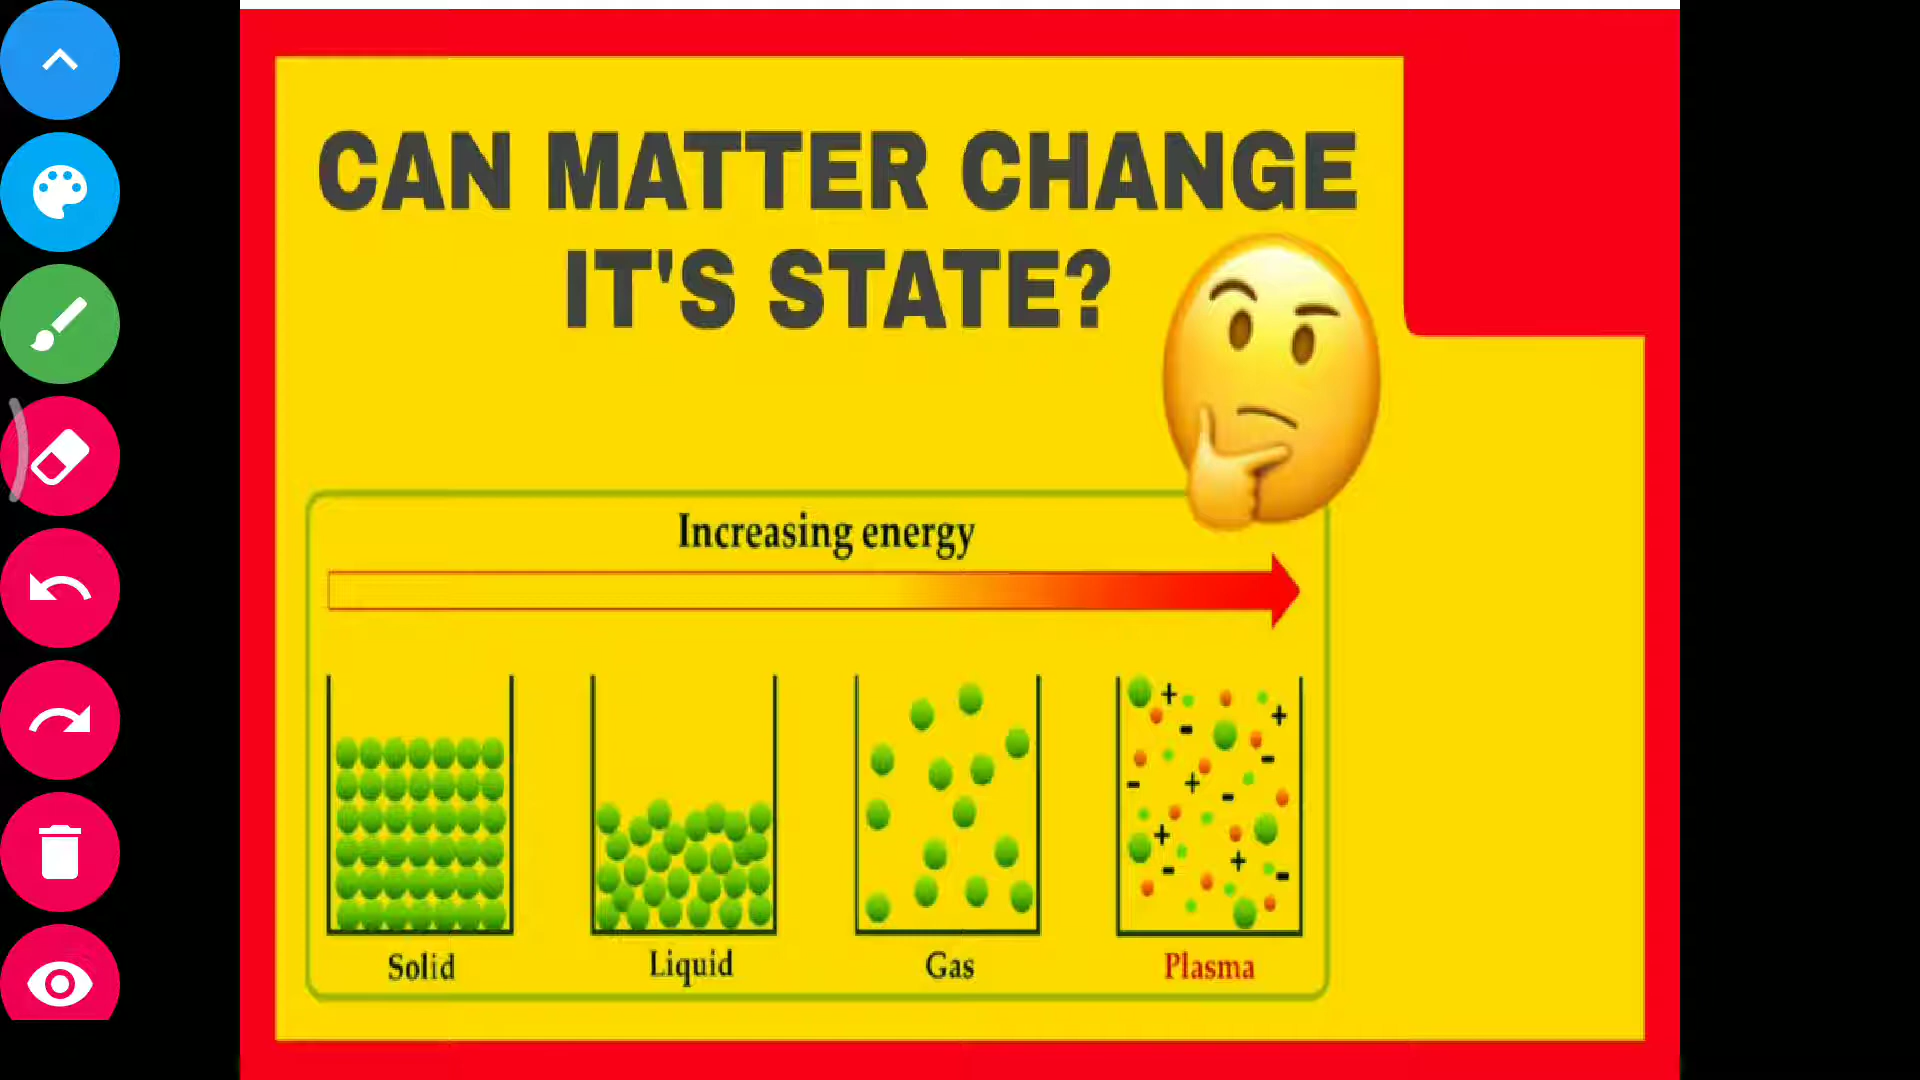 CAN MATTER CHANGE
IT'S STATE?
Increasing energy
Solid
Liquid
Gas
Plasma